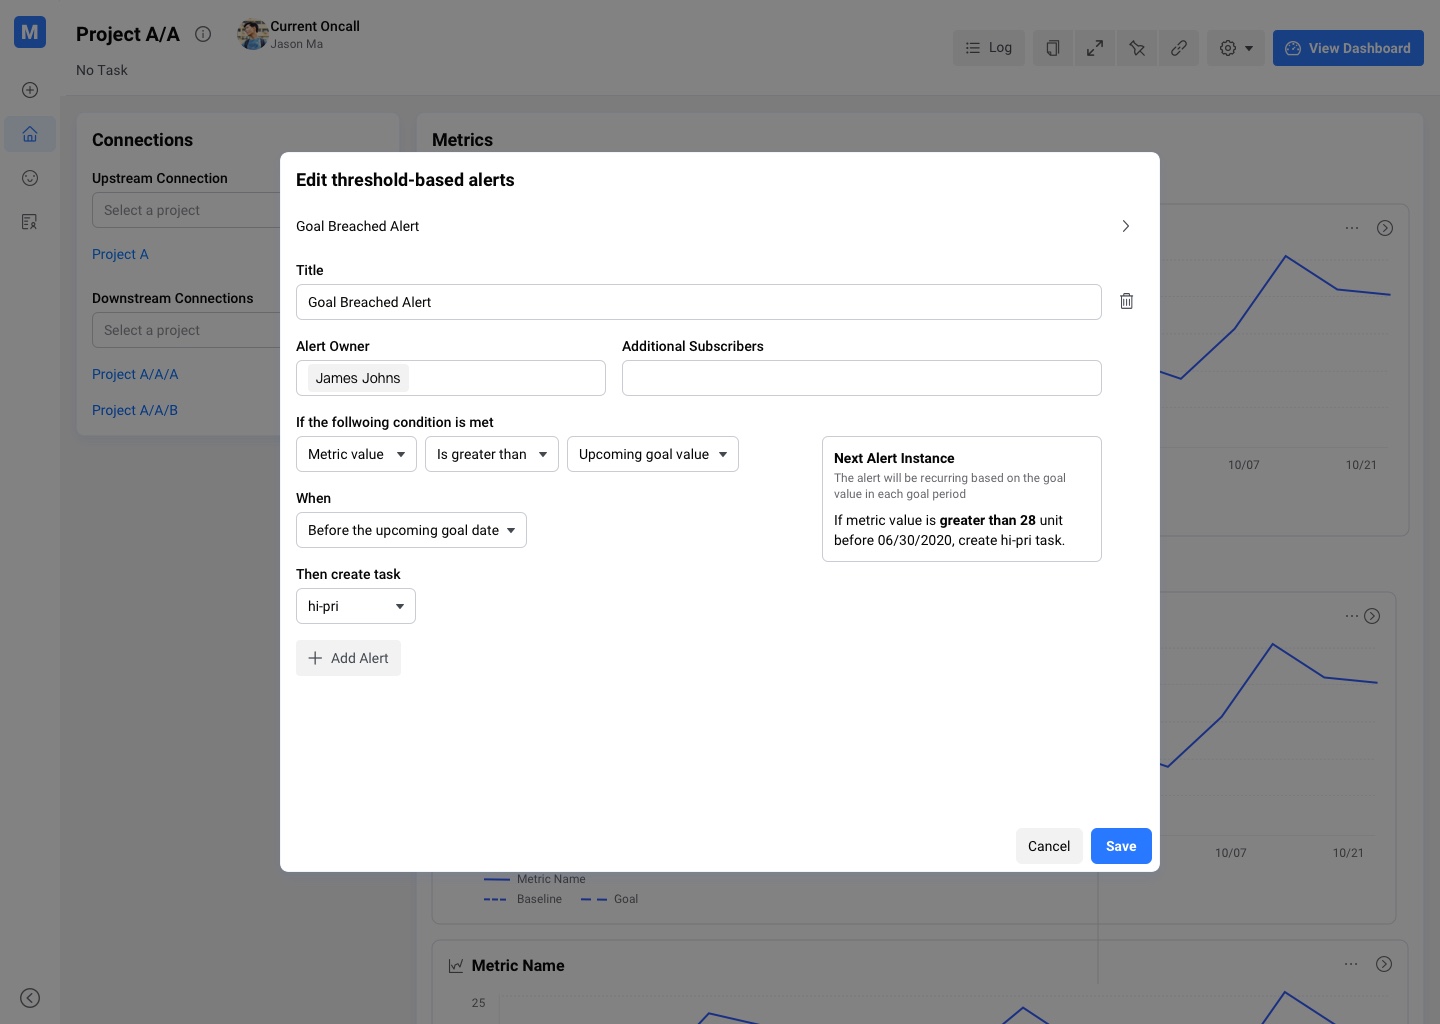 M
Project A/A
Current Oncall
Jason Ma
No Task
Log
View Dashboard
Connections
Upstream Connection
Select a project
Project A
Downstream Connections
Select a project
Project A/A/A
Project A/A/B
Metrics
Edit threshold-based alerts
Goal Breached Alert
Title
Goal Breached Alert
Alert Owner
Additional Subscribers
James Johns
If the follwoing condition is met
Metric value
Is greater than
Upcoming goal value
When
Before the upcoming goal date
Then create task
hi-pri
Add Alert
Next Alert Instance
The alert will be recurring based on the goal
value in each goal period
If metric value is greater than 28 unit
before 06/30/2020, create hi-pri task.
Cancel
Save
10/07
10/21
10/07
10/21
Metric Name
Baseline
Goal
Metric Name
25